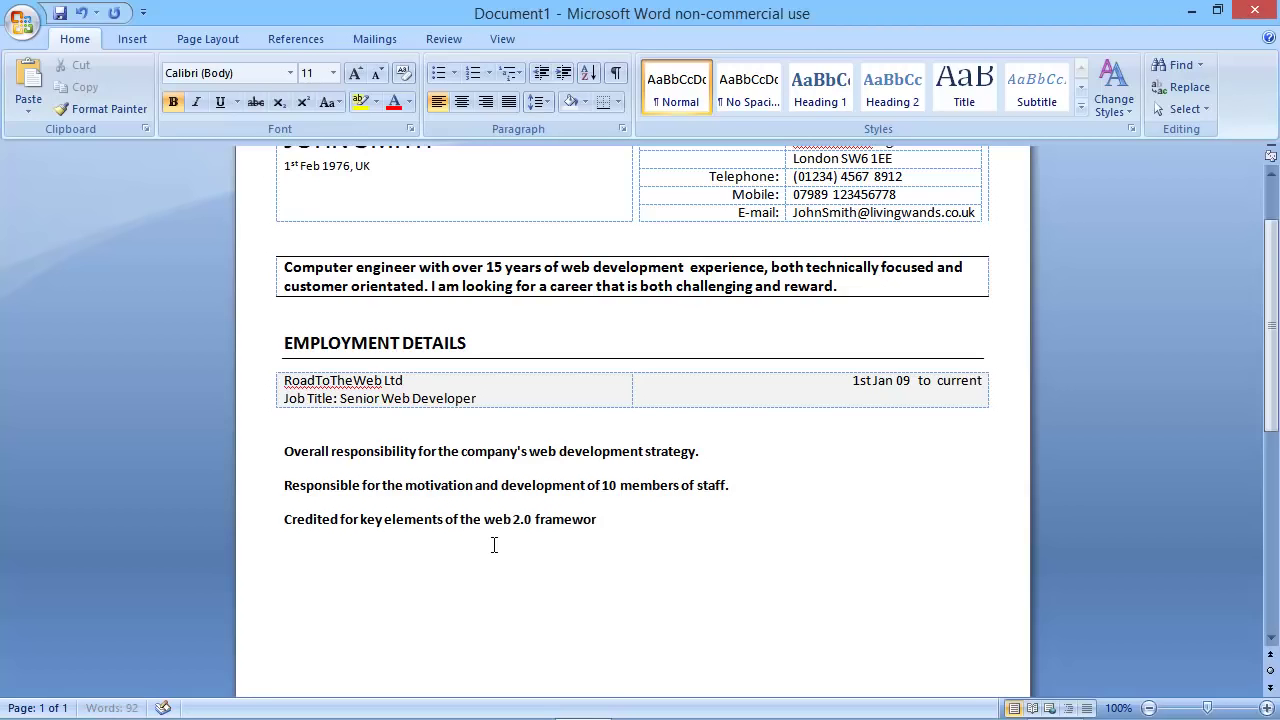 Document1 - Microsoft Word non-commercial use
Home Insert Page Layout References Mailings Review View
Paste
Cut
Copy
Format Painter
Clipboard
Calibri (Body) 11
B I U abc X₂ X² Aa
Font
Paragraph
AaBbCcDc AaBbCcDc AaBbC AaBbCc AaB AaBbCc.
¶ Normal ¶ No Spaci... Heading 1 Heading 2 Title Subtitle
Styles
Change
Styles
Find
Replace
Select
Editing
JOHN SMITH
1st Feb 1976, UK
London SW6 1EE
Telephone: (01234) 4567 8912
Mobile: 07989 123456778
E-mail: JohnSmith@livingwands.co.uk
Computer engineer with over 15 years of web development experience, both technically focused and
customer orientated. I am looking for a career that is both challenging and reward.
EMPLOYMENT DETAILS
RoadToTheWeb Ltd 1st Jan 09 to current
Job Title: Senior Web Developer
Overall responsibility for the company's web development strategy.
Responsible for the motivation and development of 10 members of staff.
Credited for key elements of the web 2.0 framewor
Page: 1 of 1 Words: 92 100%